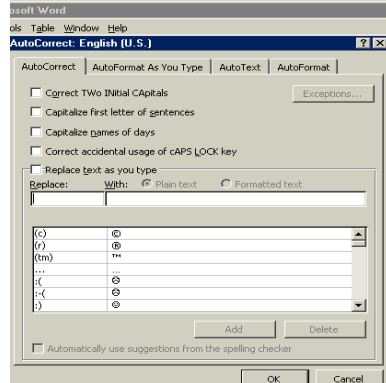 osoft Word
ols Table Window Help
AutoCorrect: English (U.S.)
AutoCorrect AutoFormat As You Type AutoText AutoFormat
Correct TWo INitial CApitals Exceptions...
Capitalize first letter of sentences
Capitalize names of days
Correct accidental usage of cAPS LOCK key
Replace text as you type
Replace: With: Plain text Formatted text
(c) ©
(r) ®
(tm) ™
... ...
:( ☹
:-( ☹
:) ☺
Add Delete
Automatically use suggestions from the spelling checker
OK Cancel